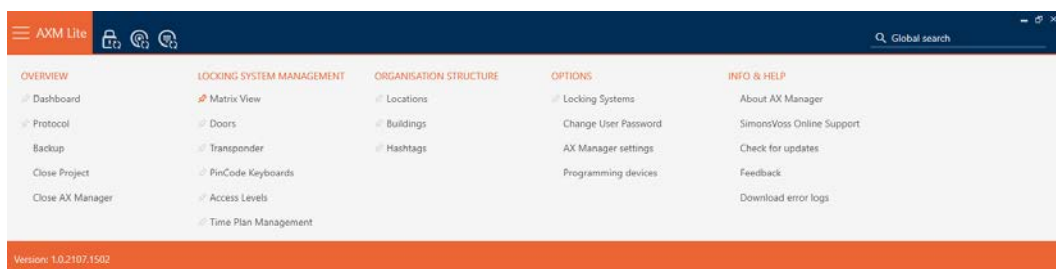 AXM Lite
Global search
OVERVIEW
Dashboard
Protocol
Backup
Close Project
Close AX Manager
LOCKING SYSTEM MANAGEMENT
Matrix View
Doors
Transponder
PinCode Keyboards
Access Levels
Time Plan Management
ORGANISATION STRUCTURE
Locations
Buildings
Hashtags
OPTIONS
Locking Systems
Change User Password
AX Manager settings
Programming devices
INFO & HELP
About AX Manager
SimonsVoss Online Support
Check for updates
Feedback
Download error logs
Version: 1.0.2107.1502